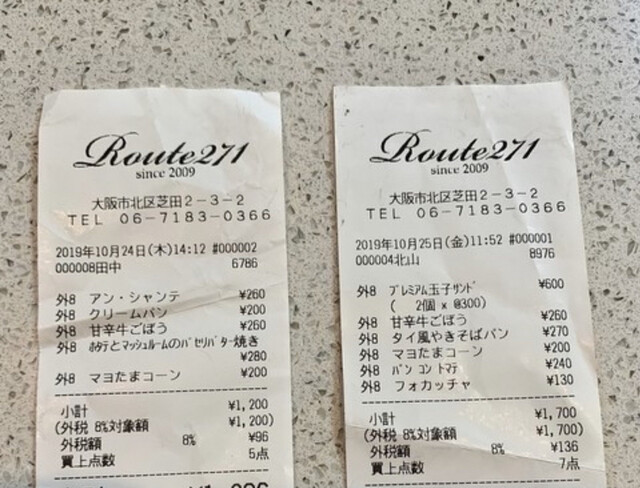 Route271
since 2009
大阪市北区芝田2-3-2
TEL 06-7183-0366
2019年10月24日(木)14:12 #000002
000008田中 6786
外8 アン・シャンテ ¥260
外8 クリームパン ¥200
外8 甘辛牛ごぼう ¥260
外8 ホタテとマッシュルームのバセリバター焼き
¥280
外8 マヨたまコーン ¥200
小計 ¥1,200
(外税 8%対象額 ¥1,200)
外税額 8% ¥96
買上点数 5点
Route271
since 2009
大阪市北区芝田2-3-2
TEL 06-7183-0366
2019年10月25日(金)11:52 #000001
000004北山 8976
外8 プレミアム玉子サンド ¥600
( 2個 x @300)
外8 甘辛牛ごぼう ¥260
外8 タイ風やきそばパン ¥270
外8 マヨたまコーン ¥200
外8 パン コン トマテ ¥240
外8 フォカッチャ ¥130
小計 ¥1,700
(外税 8%対象額 ¥1,700)
外税額 8% ¥136
買上点数 7点